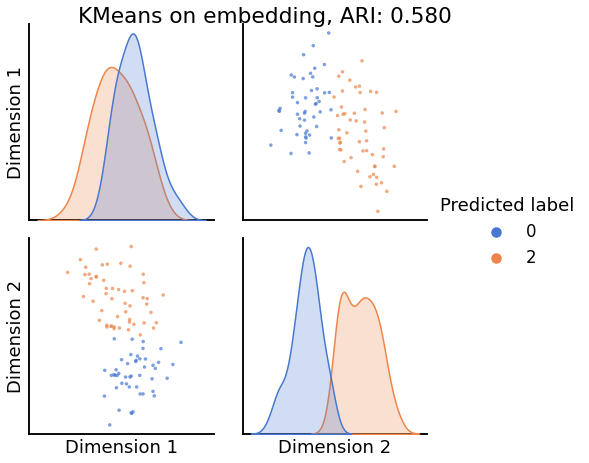 KMeans on embedding, ARI: 0.580
Dimension 1
Predicted label
0
2
Dimension 2
Dimension 1
Dimension 2